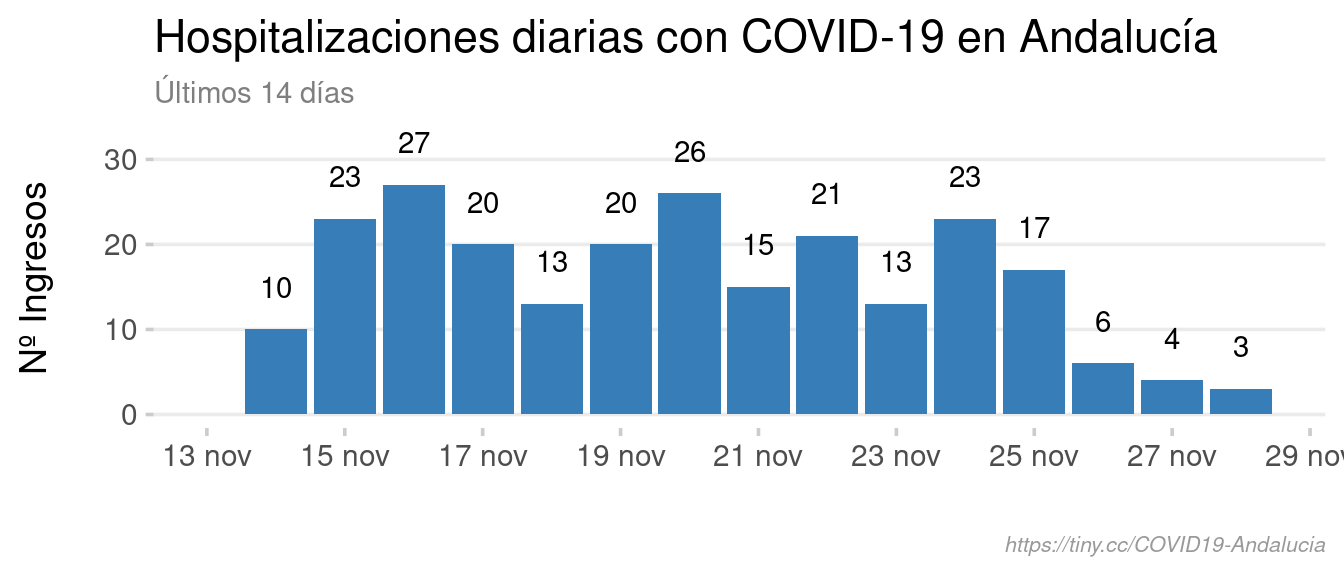 Hospitalizaciones diarias con COVID-19 en Andalucía
Últimos 14 días
Nº Ingresos
30
20
10
0
10
23
27
20
13
20
26
15
21
13
23
17
6
4
3
13 nov
15 nov
17 nov
19 nov
21 nov
23 nov
25 nov
27 nov
29 nov
https://tiny.cc/COVID19-Andalucia